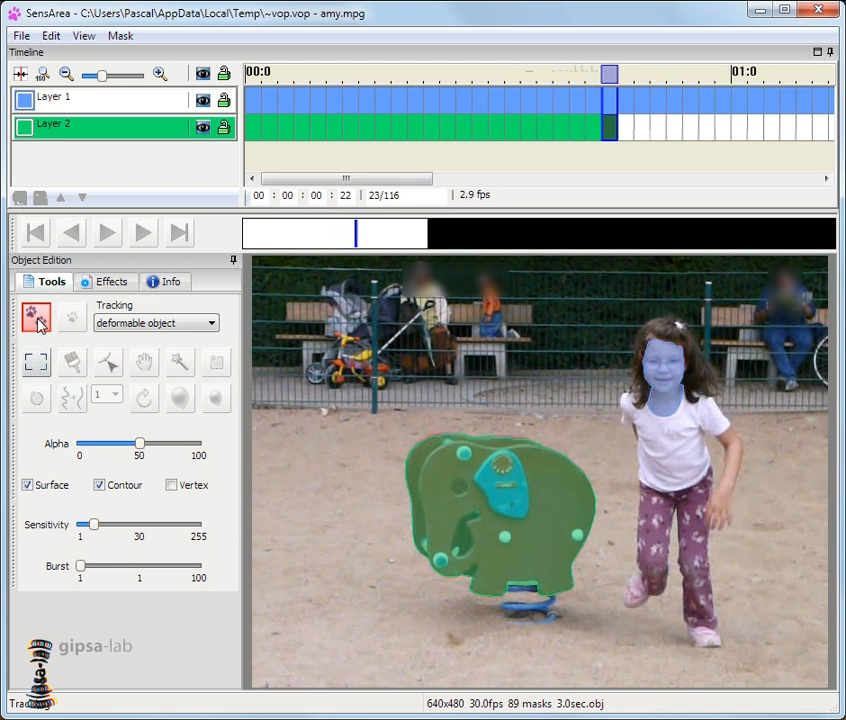 SensArea - C:\Users\Pascal\AppData\Local\Temp\~vop.vop - amy.mpg
File Edit View Mask
Timeline
00:0 01:0
Layer 1
Layer 2
00 : 00 : 00 : 22 23/116 2.9 fps
Object Edition
Tools Effects Info
Tracking
deformable object
1
Alpha
0 50 100
Surface Contour Vertex
Sensitivity
1 30 255
Burst
1 1 100
gipsa-lab
640x480 30.0fps 89 masks 3.0sec.obj